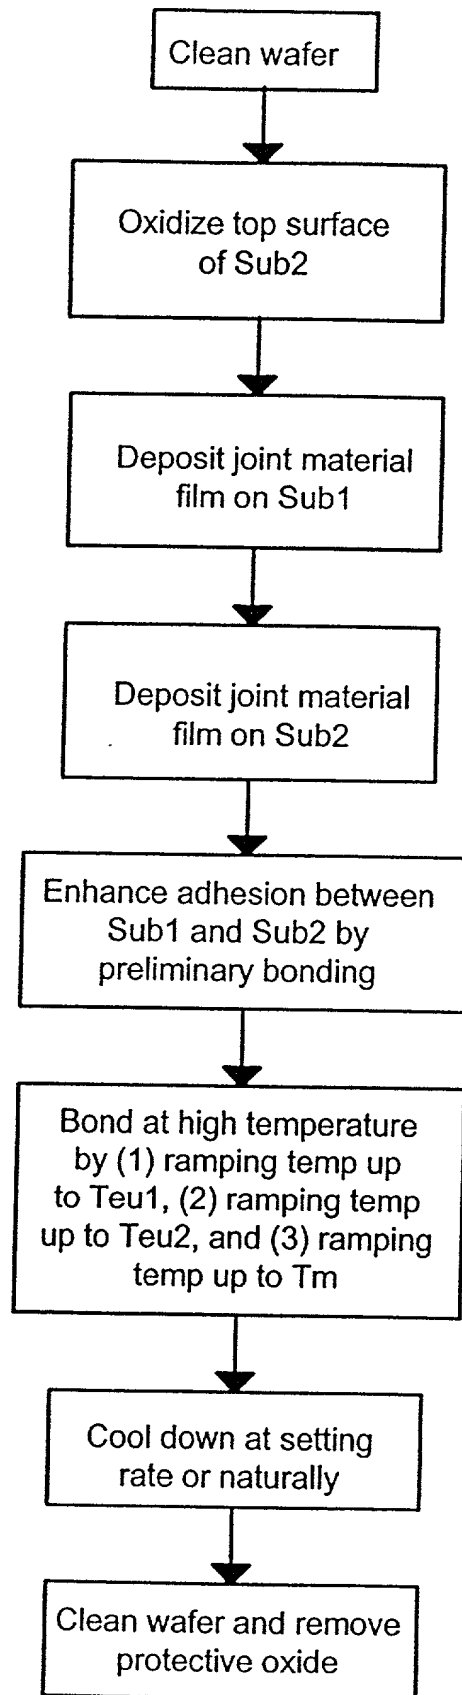 Clean wafer
Oxidize top surface
of Sub2
Deposit joint material
film on Sub1
Deposit joint material
film on Sub2
Enhance adhesion between
Sub1 and Sub2 by
preliminary bonding
Bond at high temperature
by (1) ramping temp up
to Teu1, (2) ramping temp
up to Teu2, and (3) ramping
temp up to Tm
Cool down at setting
rate or naturally
Clean wafer and remove
protective oxide